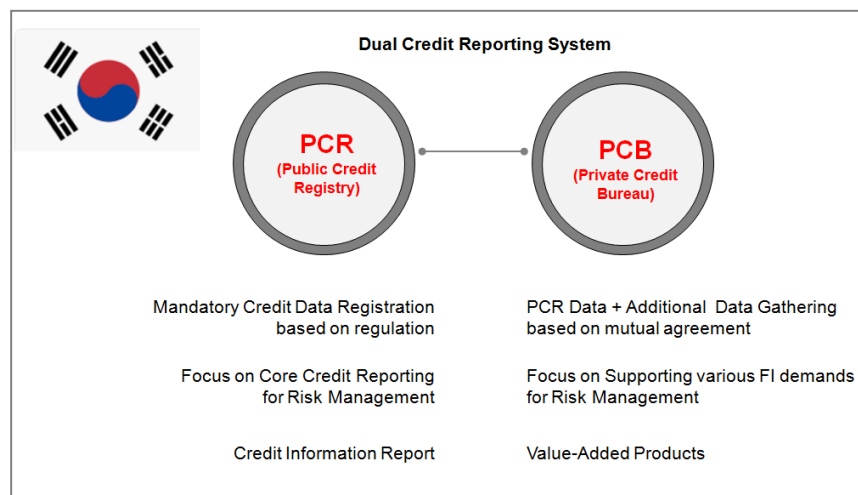 Dual Credit Reporting System
PCR
(Public Credit
Registry)
PCB
(Private Credit
Bureau)
Mandatory Credit Data Registration
based on regulation
PCR Data + Additional Data Gathering
based on mutual agreement
Focus on Core Credit Reporting
for Risk Management
Focus on Supporting various FI demands
for Risk Management
Credit Information Report
Value-Added Products